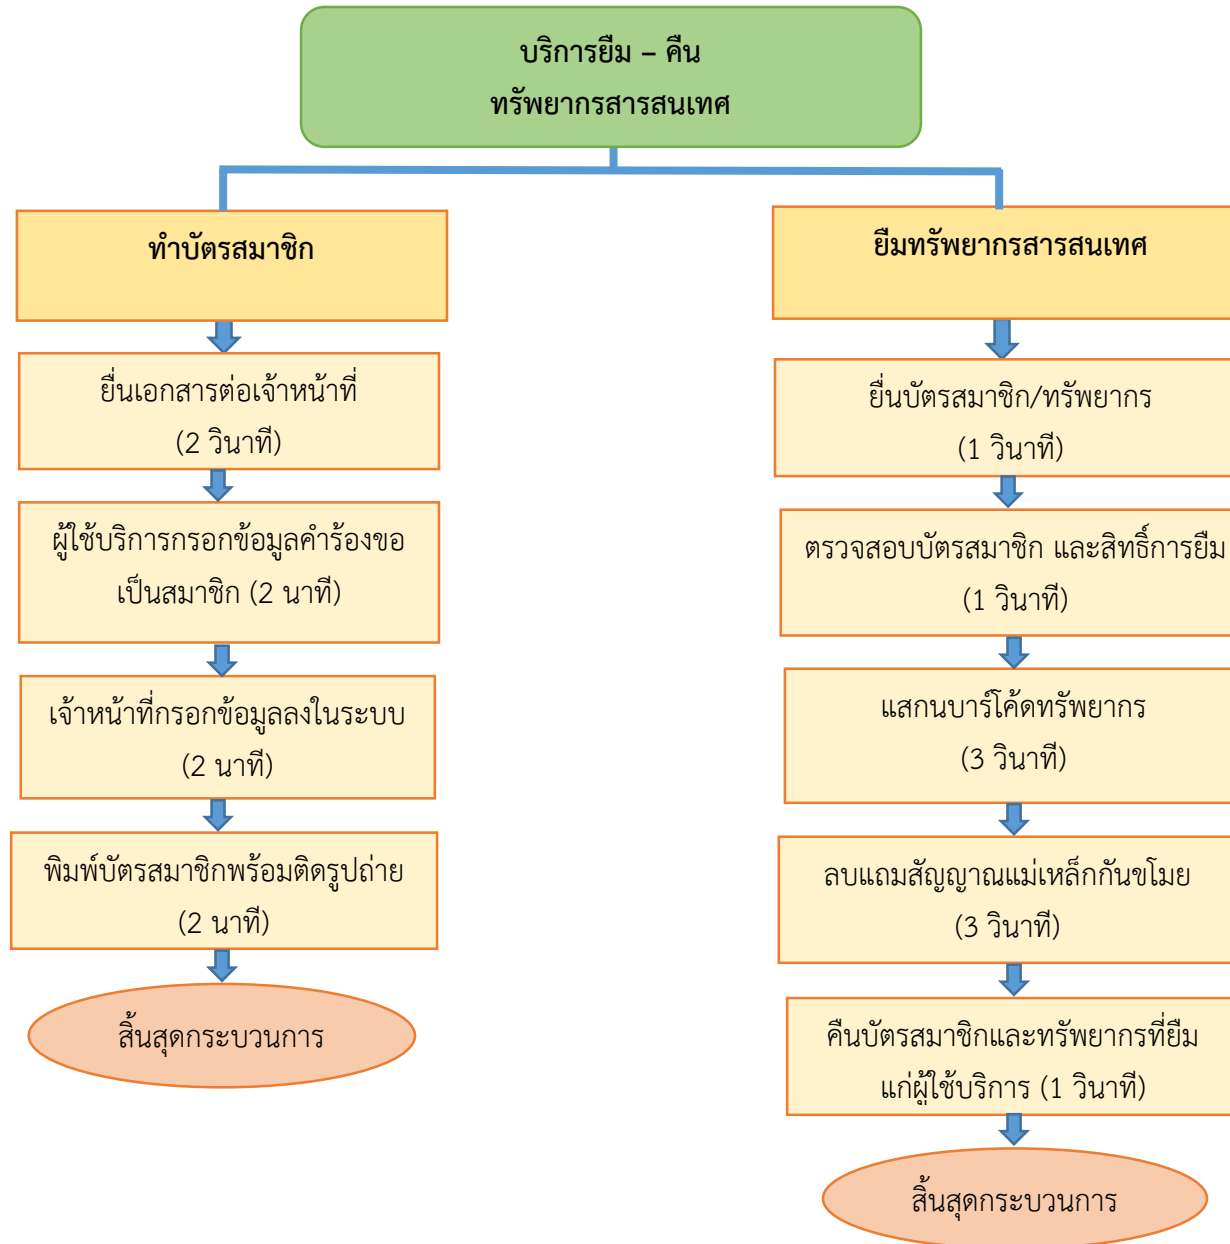 บริการยืม – คืน
ทรัพยากรสารสนเทศ
ทำบัตรสมาชิก
ยื่นเอกสารต่อเจ้าหน้าที่
(2 วินาที)
ผู้ใช้บริการกรอกข้อมูลคำร้องขอ
เป็นสมาชิก (2 นาที)
เจ้าหน้าที่กรอกข้อมูลลงในระบบ
(2 นาที)
พิมพ์บัตรสมาชิกพร้อมติดรูปถ่าย
(2 นาที)
สิ้นสุดกระบวนการ
ยืมทรัพยากรสารสนเทศ
ยื่นบัตรสมาชิก/ทรัพยากร
(1 วินาที)
ตรวจสอบบัตรสมาชิก และสิทธิ์การยืม
(1 วินาที)
แสกนบาร์โค้ดทรัพยากร
(3 วินาที)
ลบแถมสัญญาณแม่เหล็กกันขโมย
(3 วินาที)
คืนบัตรสมาชิกและทรัพยากรที่ยืม
แก่ผู้ใช้บริการ (1 วินาที)
สิ้นสุดกระบวนการ